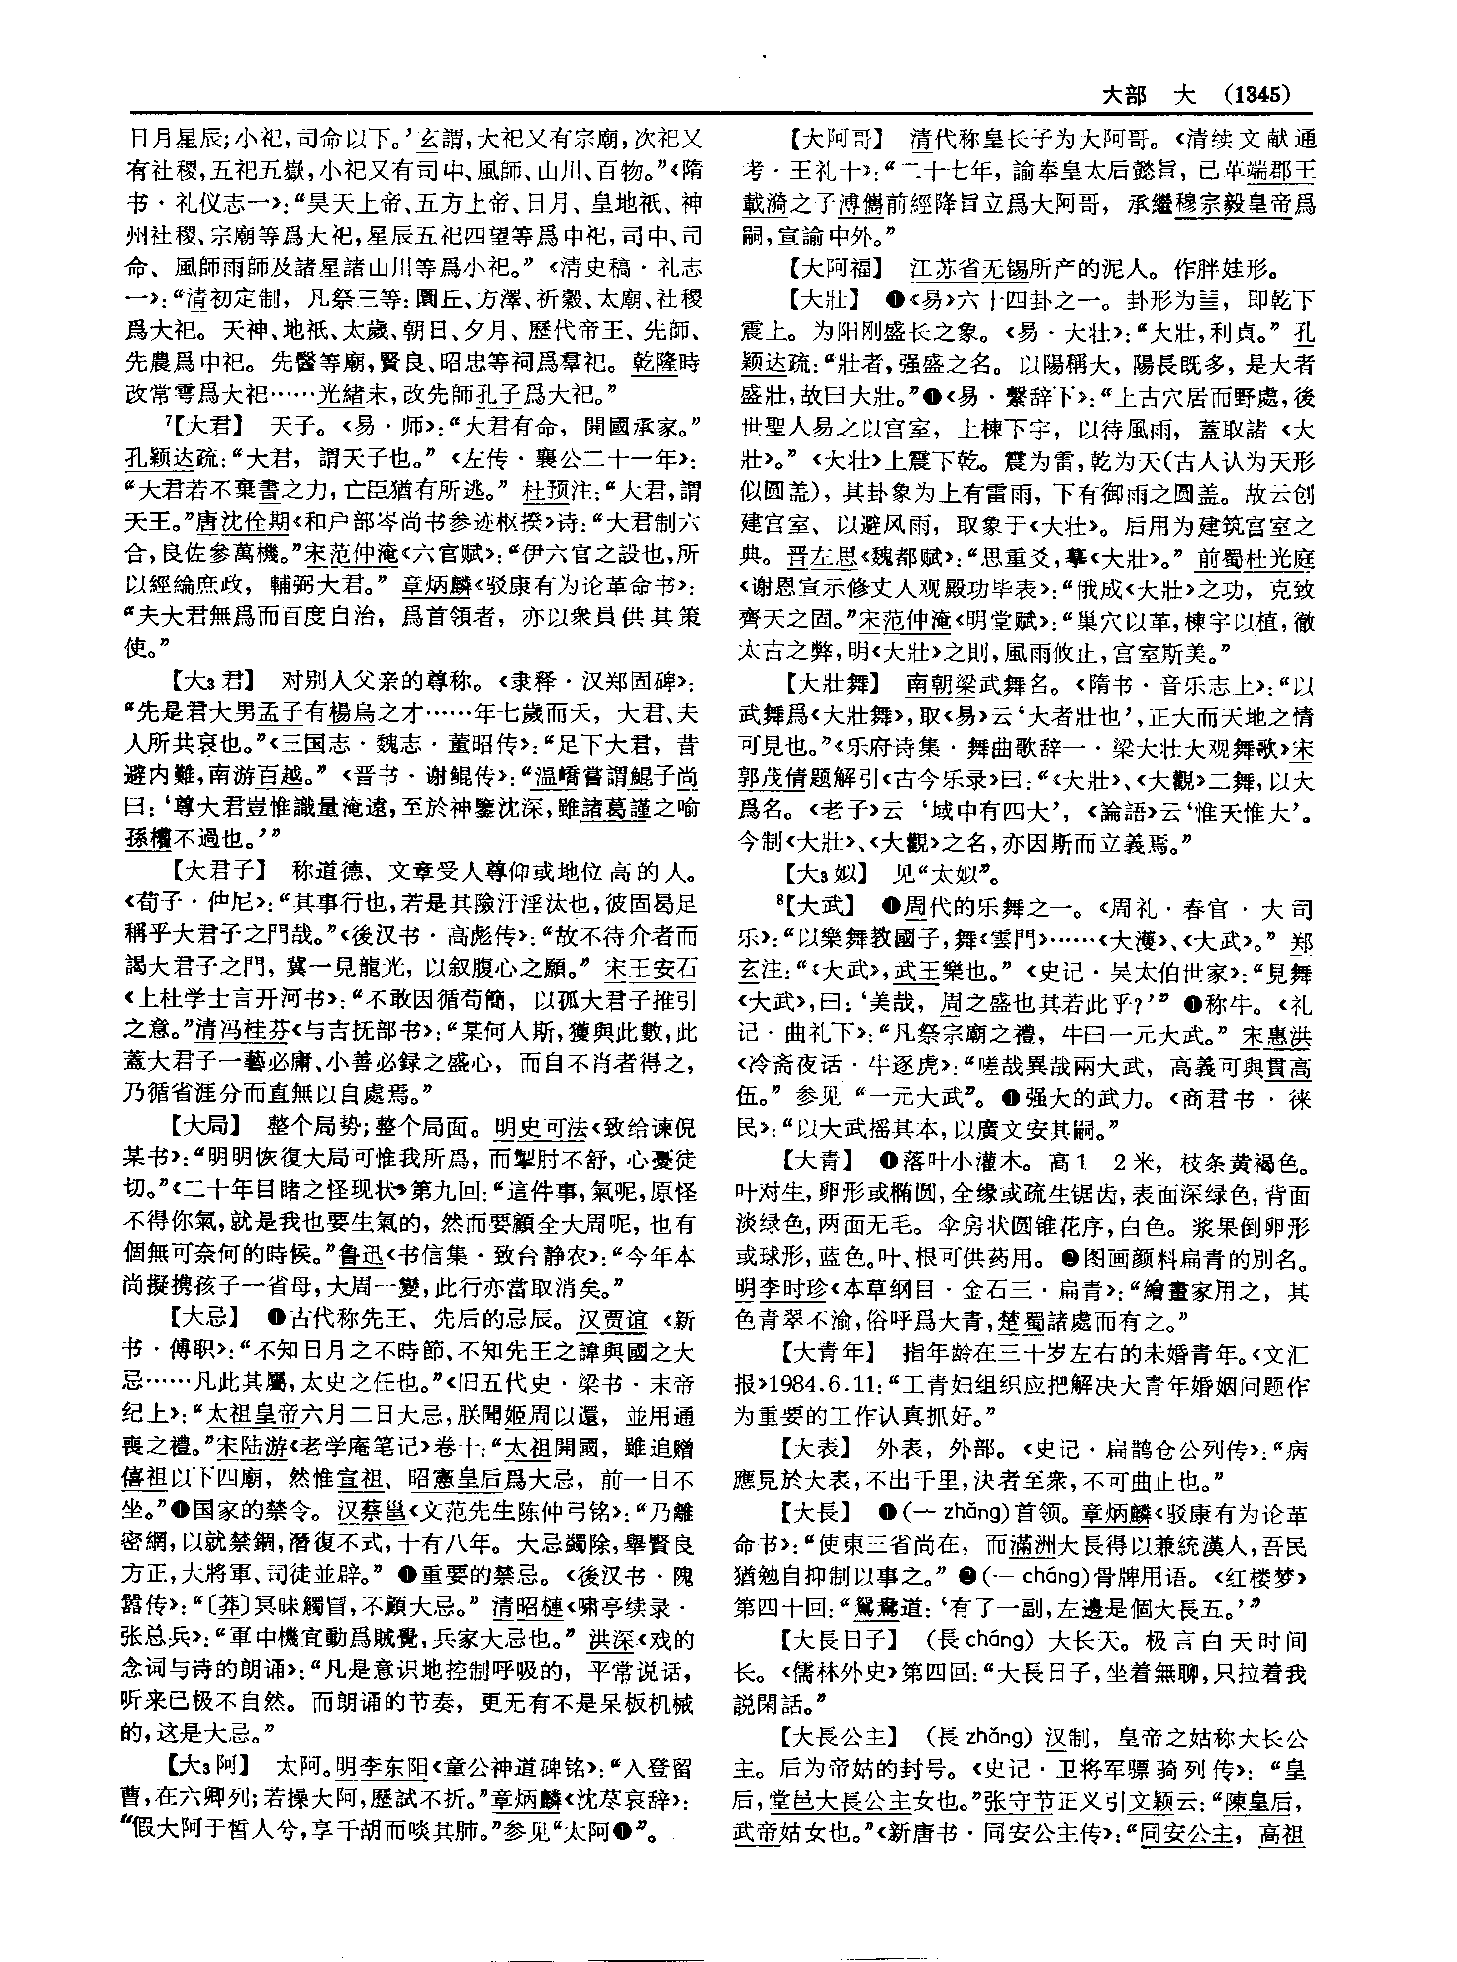 大部 大 (1345)
日月星辰;小祀,司命以下。’玄謂,大祀又有宗廟,次祀又
有社稷,五祀五嶽,小祀又有司中、風師、山川、百物。”《隋
书·礼仪志一》:“昊天上帝、五方上帝、日月、皇地祇、神
州社稷、宗廟等爲大祀,星辰五祀四望等爲中祀,司中、司
命、風師雨師及諸星諸山川等爲小祀。”《清史稿·礼志
一》:“清初定制,凡祭三等:圜丘、方澤、祈穀、太廟、社稷
爲大祀。天神、地祇、太歲、朝日、夕月、歷代帝王、先師、
先農爲中祀。先醫等廟,賢良、昭忠等祠爲羣祀。乾隆時
改常雩爲大祀……光緒末,改先師孔子爲大祀。”
7【大君】 天子。《易·师》:“大君有命,開國承家。”
孔颖达疏:“大君,謂天子也。”《左传·襄公二十一年》:
“大君若不棄書之力,亡臣猶有所逃。”杜预注:“大君,謂
天王。”唐沈佺期《和户部岑尚书参迹枢揆》诗:“大君制六
合,良佐参萬機。”宋范仲淹《六官赋》:“伊六官之設也,所
以經綸庶政,輔弼大君。”章炳麟《驳康有为论革命书》:
“夫大君無爲而百度自治,爲首領者,亦以衆員供其策
使。”
【大3君】 对别人父亲的尊称。《隶释·汉郑固碑》:
“先是君大男孟子有楊烏之才……年七歲而夭,大君、夫
人所共哀也。”《三国志·魏志·董昭传》:“足下大君,昔
避内難,南游百越。”《晋书·谢鲲传》:“温嶠嘗謂鯤子尚
曰:‘尊大君豈惟識量淹遠,至於神鑒沈深,雖諸葛謹之喻
孫權不過也。’”
【大君子】 称道德、文章受人尊仰或地位高的人。
《荀子·仲尼》:“其事行也,若是其險汙淫汰也,彼固曷足
稱乎大君子之門哉。”《後汉书·高彪传》:“故不待介者而
謁大君子之門,冀一見龍光,以叙腹心之願。”宋王安石
《上杜学士言开河书》:“不敢因循苟簡,以孤大君子推引
之意。”清冯桂芬《与吉抚部书》:“某何人斯,獲與此數,此
蓋大君子一藝必庸、小善必録之盛心,而自不肖者得之,
乃循省涯分而直無以自處焉。”
【大局】 整个局势;整个局面。明史可法《致给谏倪
某书》:“明明恢復大局可惟我所爲,而掣肘不舒,心憂徒
切。”《二十年目睹之怪现状》第九回:“這件事,氣呢,原怪
不得你氣,就是我也要生氣的,然而要顧全大局呢,也有
個無可奈何的時候。”鲁迅《书信集·致台静农》:“今年本
尚擬携孩子一省母,大局一變,此行亦當取消矣。”
【大忌】 ❶古代称先王、先后的忌辰。汉贾谊《新
书·傅职》:“不知日月之不時節、不知先王之諱與國之大
忌……凡此其屬,太史之任也。”《旧五代史·梁书·末帝
纪上》:“太祖皇帝六月二日大忌,朕聞姬周以還,並用通
喪之禮。”宋陆游《老学庵笔记》卷十:“太祖開國,雖追贈
僖祖以下四廟,然惟宣祖、昭憲皇后爲大忌,前一日不
坐。”❶国家的禁令。汉蔡邕《文范先生陈仲弓铭》:“乃離
密網,以就禁錮,潛復不式,十有八年。大忌蠲除,舉賢良
方正,大將軍、司徒並辟。”❶重要的禁忌。《後汉书·隗
嚣传》:“〔莽〕冥昧觸冒,不顧大忌。”清昭梿《啸亭续录·
张总兵》:“軍中機宜動爲賊覺,兵家大忌也。”洪深《戏的
念词与诗的朗诵》:“凡是意识地控制呼吸的,平常说话,
听来已极不自然。而朗诵的节奏,更无有不是呆板机械
的,这是大忌。”
【大3阿】 太阿。明李东阳《童公神道碑铭》:“入登留
曹,在六卿列;若操大阿,歷試不折。”章炳麟《沈荩哀辞》:
“假大阿于皙人兮,享千胡而啖其肺。”参见“太阿❶”。
【大阿哥】 清代称皇长子为大阿哥。《清续文献通
考·王礼十》:“二十七年,諭奉皇太后懿旨,已革端郡王
載漪之子溥儁前經降旨立爲大阿哥,承繼穆宗毅皇帝爲
嗣,宣諭中外。”
【大阿福】 江苏省无锡所产的泥人。作胖娃形。
【大壯】 ❶《易》六十四卦之一。卦形为䷡,即乾下
震上。为阳刚盛长之象。《易·大壮》:“大壯,利貞。”孔
颖达疏:“壯者,强盛之名。以陽稱大,陽長既多,是大者
盛壯,故曰大壯。”❶《易·繫辞下》:“上古穴居而野處,後
世聖人易之以宫室,上棟下宇,以待風雨,蓋取諸《大
壯》。”《大壮》上震下乾。震为雷,乾为天(古人认为天形
似圆盖),其卦象为上有雷雨,下有御雨之圆盖。故云创
建宫室、以避风雨,取象于《大壮》。后用为建筑宫室之
典。晋左思《魏都赋》:“思重爻,摹《大壯》。”前蜀杜光庭
《谢恩宣示修丈人观殿功毕表》:“俄成《大壯》之功,克致
齊天之固。”宋范仲淹《明堂赋》:“巢穴以革,棟宇以植,徹
太古之弊,明《大壯》之則,風雨攸止,宫室斯美。”
【大壯舞】 南朝梁武舞名。《隋书·音乐志上》:“以
武舞爲《大壯舞》,取《易》云‘大者壯也’,正大而天地之情
可見也。”《乐府诗集·舞曲歌辞一·梁大壮大观舞歌》宋
郭茂倩题解引《古今乐录》曰:“《大壯》、《大觀》二舞,以大
爲名。《老子》云‘域中有四大’,《論語》云‘惟天惟大’。
今制《大壯》、《大觀》之名,亦因斯而立義焉。”
【大3姒】 见“太姒”。
8【大武】 ❶周代的乐舞之一。《周礼·春官·大司
乐》:“以樂舞教國子,舞《雲門》……《大濩》、《大武》。”郑
玄注:“《大武》,武王樂也。”《史记·吴太伯世家》:“見舞
《大武》,曰:‘美哉,周之盛也其若此乎?’”❶称牛。《礼
记·曲礼下》:“凡祭宗廟之禮,牛曰一元大武。”宋惠洪
《冷斋夜话·牛逐虎》:“嗟哉異哉兩大武,高義可與貫高
伍。”参见“一元大武”。❶强大的武力。《商君书·徕
民》:“以大武摇其本,以廣文安其嗣。”
【大青】 ❶落叶小灌木。高1 2米,枝条黄褐色。
叶对生,卵形或椭圆,全缘或疏生锯齿,表面深绿色,背面
淡绿色,两面无毛。伞房状圆锥花序,白色。浆果倒卵形
或球形,蓝色。叶、根可供药用。❷图画颜料扁青的别名。
明李时珍《本草纲目·金石三·扁青》:“繪畫家用之,其
色青翠不渝,俗呼爲大青,楚蜀諸處而有之。”
【大青年】 指年龄在三十岁左右的未婚青年。《文汇
报》1984.6.11:“工青妇组织应把解决大青年婚姻问题作
为重要的工作认真抓好。”
【大表】 外表,外部。《史记·扁鹊仓公列传》:“病
應見於大表,不出千里,決者至衆,不可曲止也。”
【大長】 ❶(一 zhǎng)首领。章炳麟《驳康有为论革
命书》:“使東三省尚在,而滿洲大長得以兼統漢人,吾民
猶勉自抑制以事之。”❷(一 cháng)骨牌用语。《红楼梦》
第四十回:“鴛鴦道:‘有了一副,左邊是個大長五。’”
【大長日子】 (長cháng) 大长天。极言白天时间
长。《儒林外史》第四回:“大長日子,坐着無聊,只拉着我
説閑話。”
【大長公主】 (長zhǎng) 汉制,皇帝之姑称大长公
主。后为帝姑的封号。《史记·卫将军骠骑列传》:“皇
后,堂邑大長公主女也。”张守节正义引文颖云:“陳皇后,
武帝姑女也。”《新唐书·同安公主传》:“同安公主,高祖